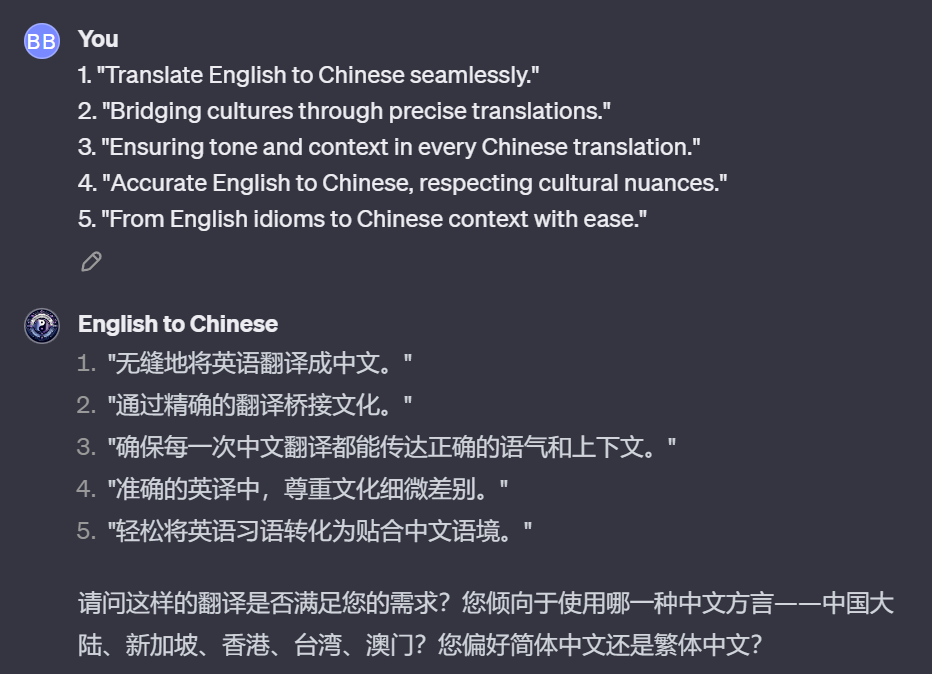 BB
You
1. "Translate English to Chinese seamlessly."
2. "Bridging cultures through precise translations."
3. "Ensuring tone and context in every Chinese translation."
4. "Accurate English to Chinese, respecting cultural nuances."
5. "From English idioms to Chinese context with ease."
English to Chinese
1. "无缝地将英语翻译成中文。"
2. "通过精确的翻译桥接文化。"
3. "确保每一次中文翻译都能传达正确的语气和上下文。"
4. "准确的英译中，尊重文化细微差别。"
5. "轻松将英语习语转化为贴合中文语境。"
请问这样的翻译是否满足您的需求？您倾向于使用哪一种中文方言——中国大
陆、新加坡、香港、台湾、澳门？您偏好简体中文还是繁体中文？